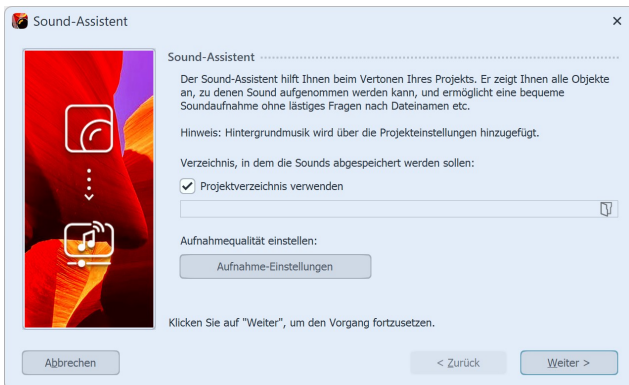 Sound-Assistent
Sound-Assistent
Der Sound-Assistent hilft Ihnen beim Vertonen Ihres Projekts. Er zeigt Ihnen alle Objekte
an, zu denen Sound aufgenommen werden kann, und ermöglicht eine bequeme
Soundaufnahme ohne lästiges Fragen nach Dateinamen etc.
Hinweis: Hintergrundmusik wird über die Projekteinstellungen hinzugefügt.
Verzeichnis, in dem die Sounds abgespeichert werden sollen:
Projektverzeichnis verwenden
Aufnahmequalität einstellen:
Aufnahme-Einstellungen
Klicken Sie auf "Weiter", um den Vorgang fortzusetzen.
Abbrechen
< Zurück
Weiter >